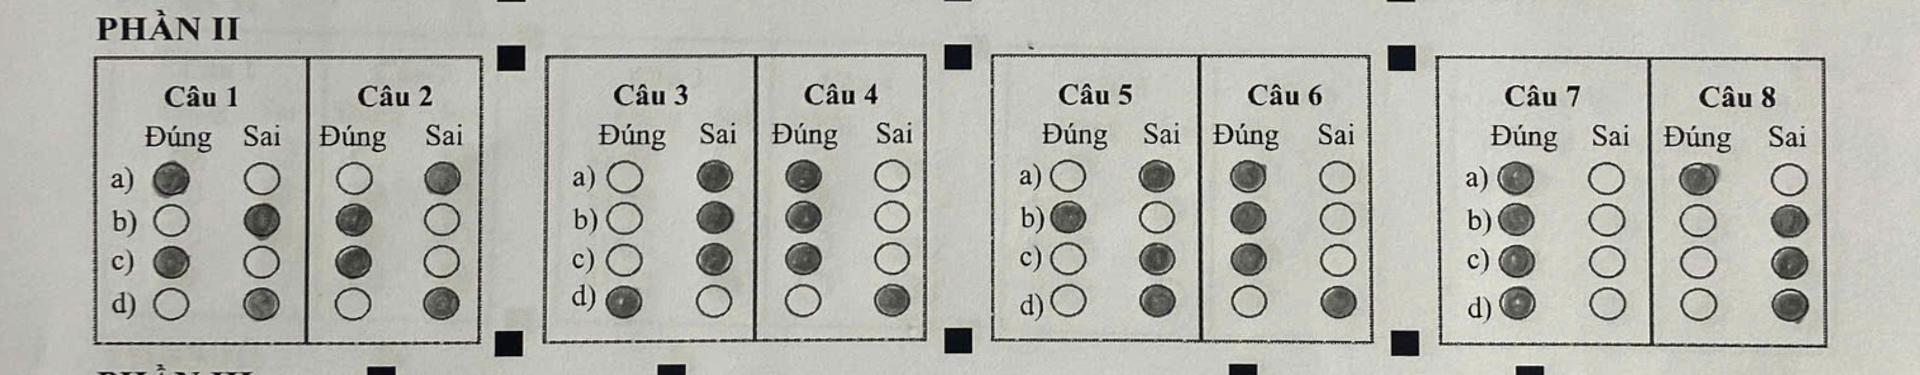 PHẦN II
Câu 1 Câu 2 Câu 3 Câu 4 Câu 5 Câu 6 Câu 7 Câu 8
Đúng Sai Đúng Sai Đúng Sai Đúng Sai Đúng Sai Đúng Sai Đúng Sai Đúng Sai
a) a) a) a)
b) b) b) b)
c) c) c) c)
d) d) d) d)